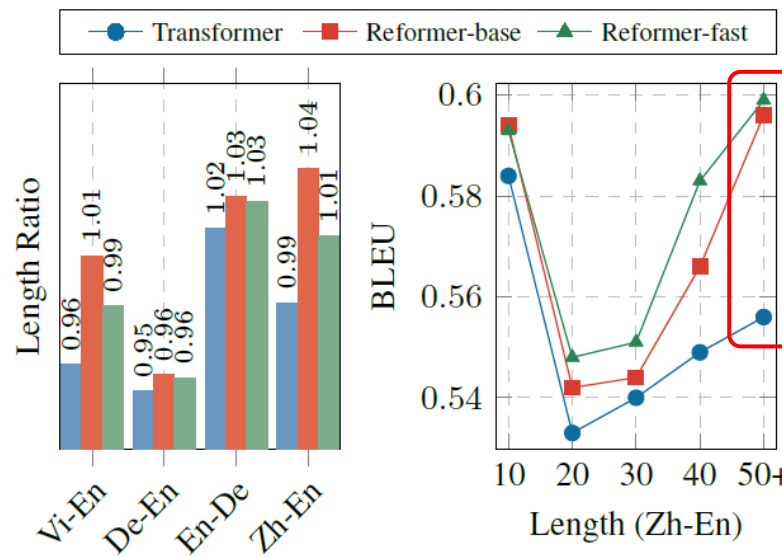 Transformer Reformer-base Reformer-fast
Length Ratio
0.96 1.01 0.99
0.95 0.96 0.96
1.02 1.03 1.03
0.99 1.04 1.01
Vi-En De-En En-De Zh-En
BLEU
0.6
0.58
0.56
0.54
10 20 30 40 50+
Length (Zh-En)